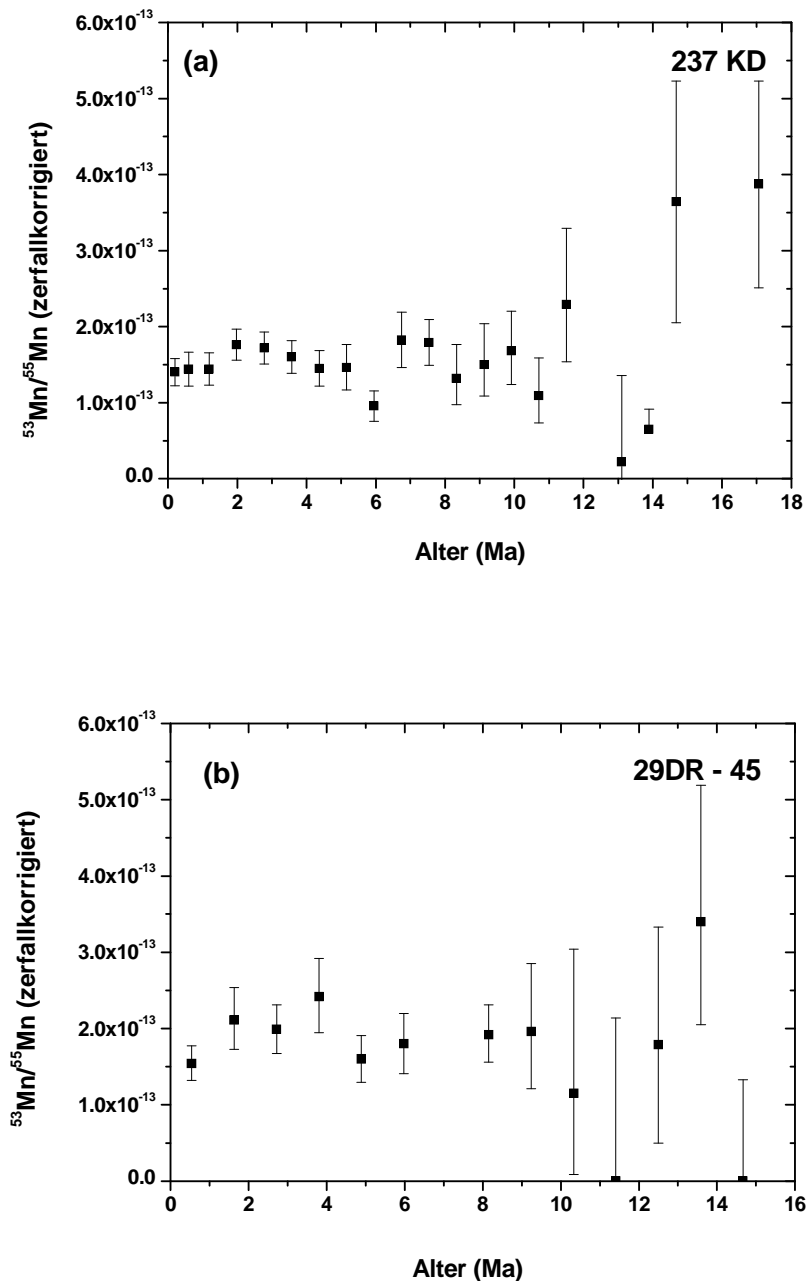 (a)
237 KD
6.0x10⁻¹³
5.0x10⁻¹³
4.0x10⁻¹³
3.0x10⁻¹³
2.0x10⁻¹³
1.0x10⁻¹³
0.0
⁵³Mn/⁵⁵Mn (zerfallkorrigiert)
0 2 4 6 8 10 12 14 16 18
Alter (Ma)
(b)
29DR - 45
6.0x10⁻¹³
5.0x10⁻¹³
4.0x10⁻¹³
3.0x10⁻¹³
2.0x10⁻¹³
1.0x10⁻¹³
0.0
⁵³Mn/⁵⁵Mn (zerfallkorrigiert)
0 2 4 6 8 10 12 14 16
Alter (Ma)